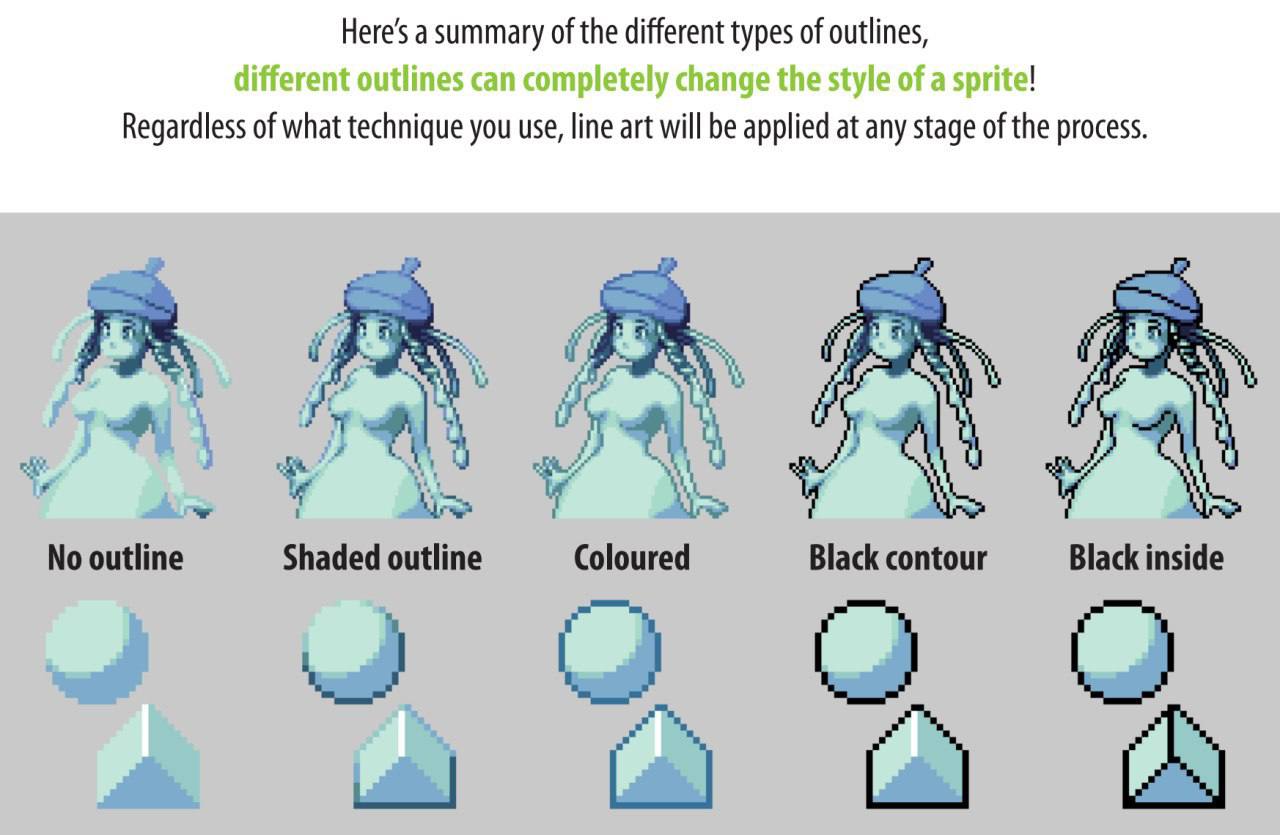 Here's a summary of the different types of outlines,
different outlines can completely change the style of a sprite!
Regardless of what technique you use, line art will be applied at any stage of the process.
No outline
Shaded outline
Coloured
Black contour
Black inside